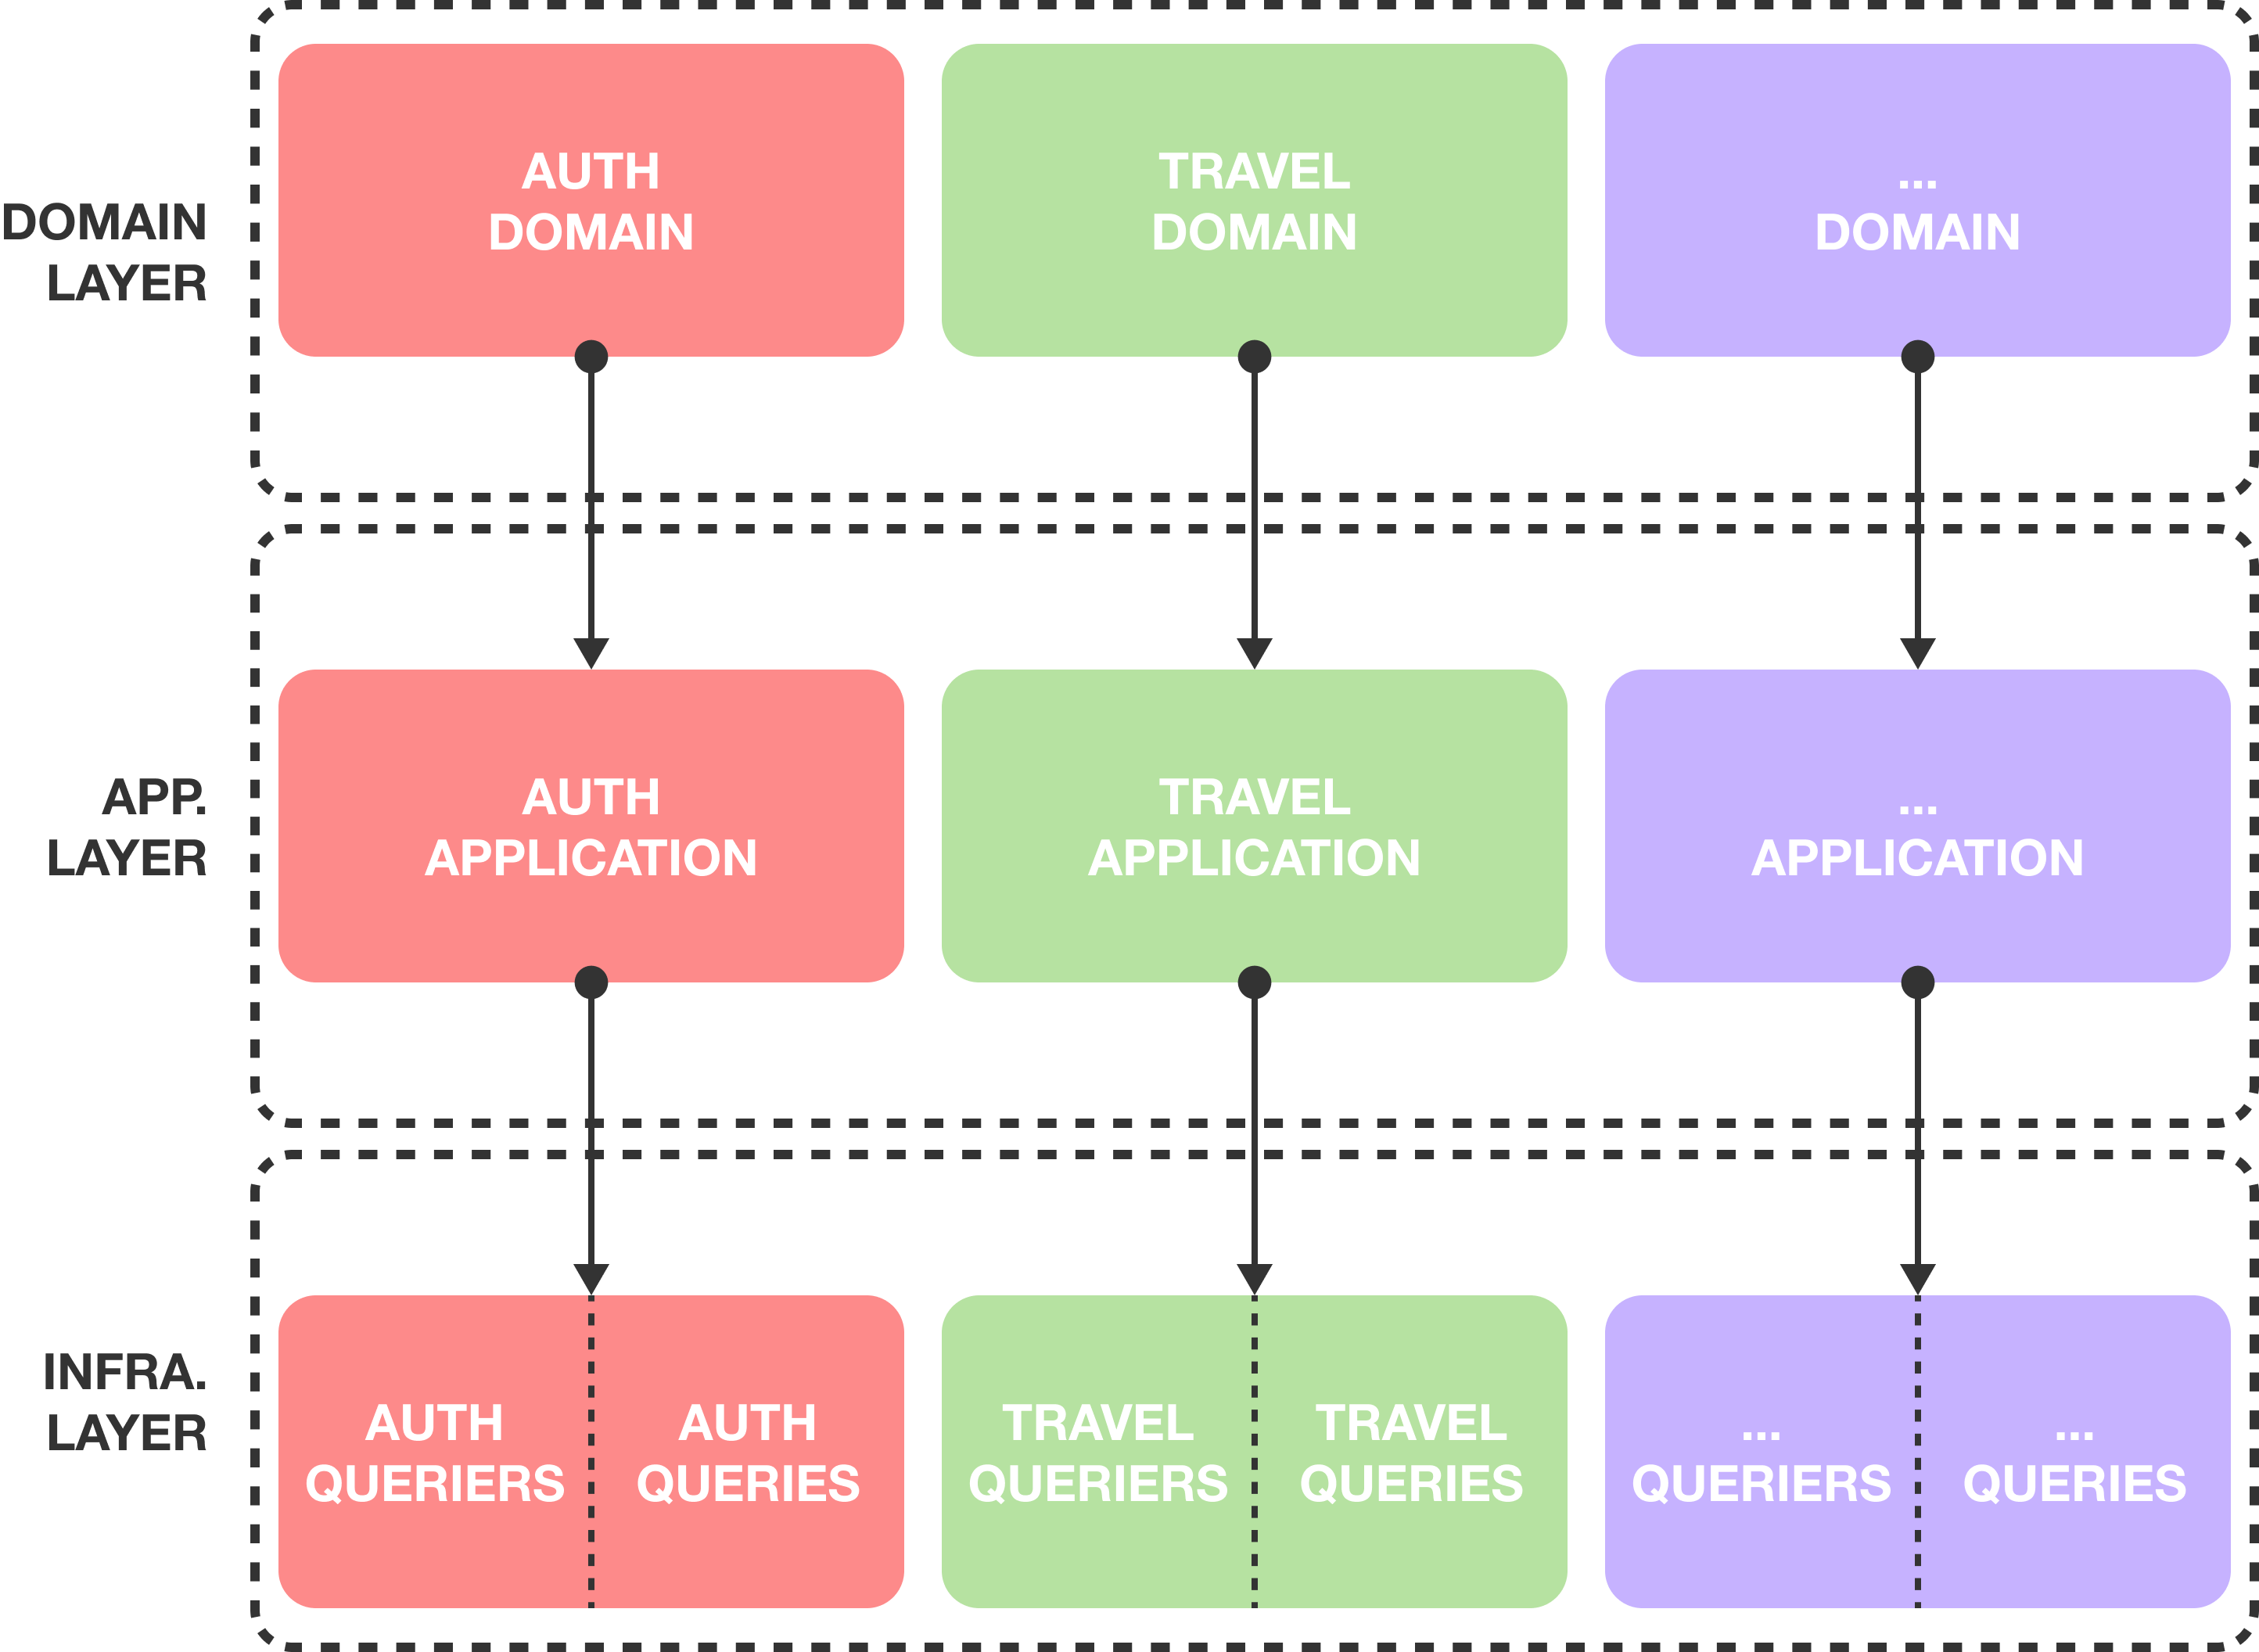 DOMAIN
LAYER
AUTH
DOMAIN
TRAVEL
DOMAIN
...
DOMAIN
APP.
LAYER
AUTH
APPLICATION
TRAVEL
APPLICATION
...
APPLICATION
INFRA.
LAYER
AUTH
QUERIERS
AUTH
QUERIES
TRAVEL
QUERIERS
TRAVEL
QUERIES
...
QUERIERS
...
QUERIES